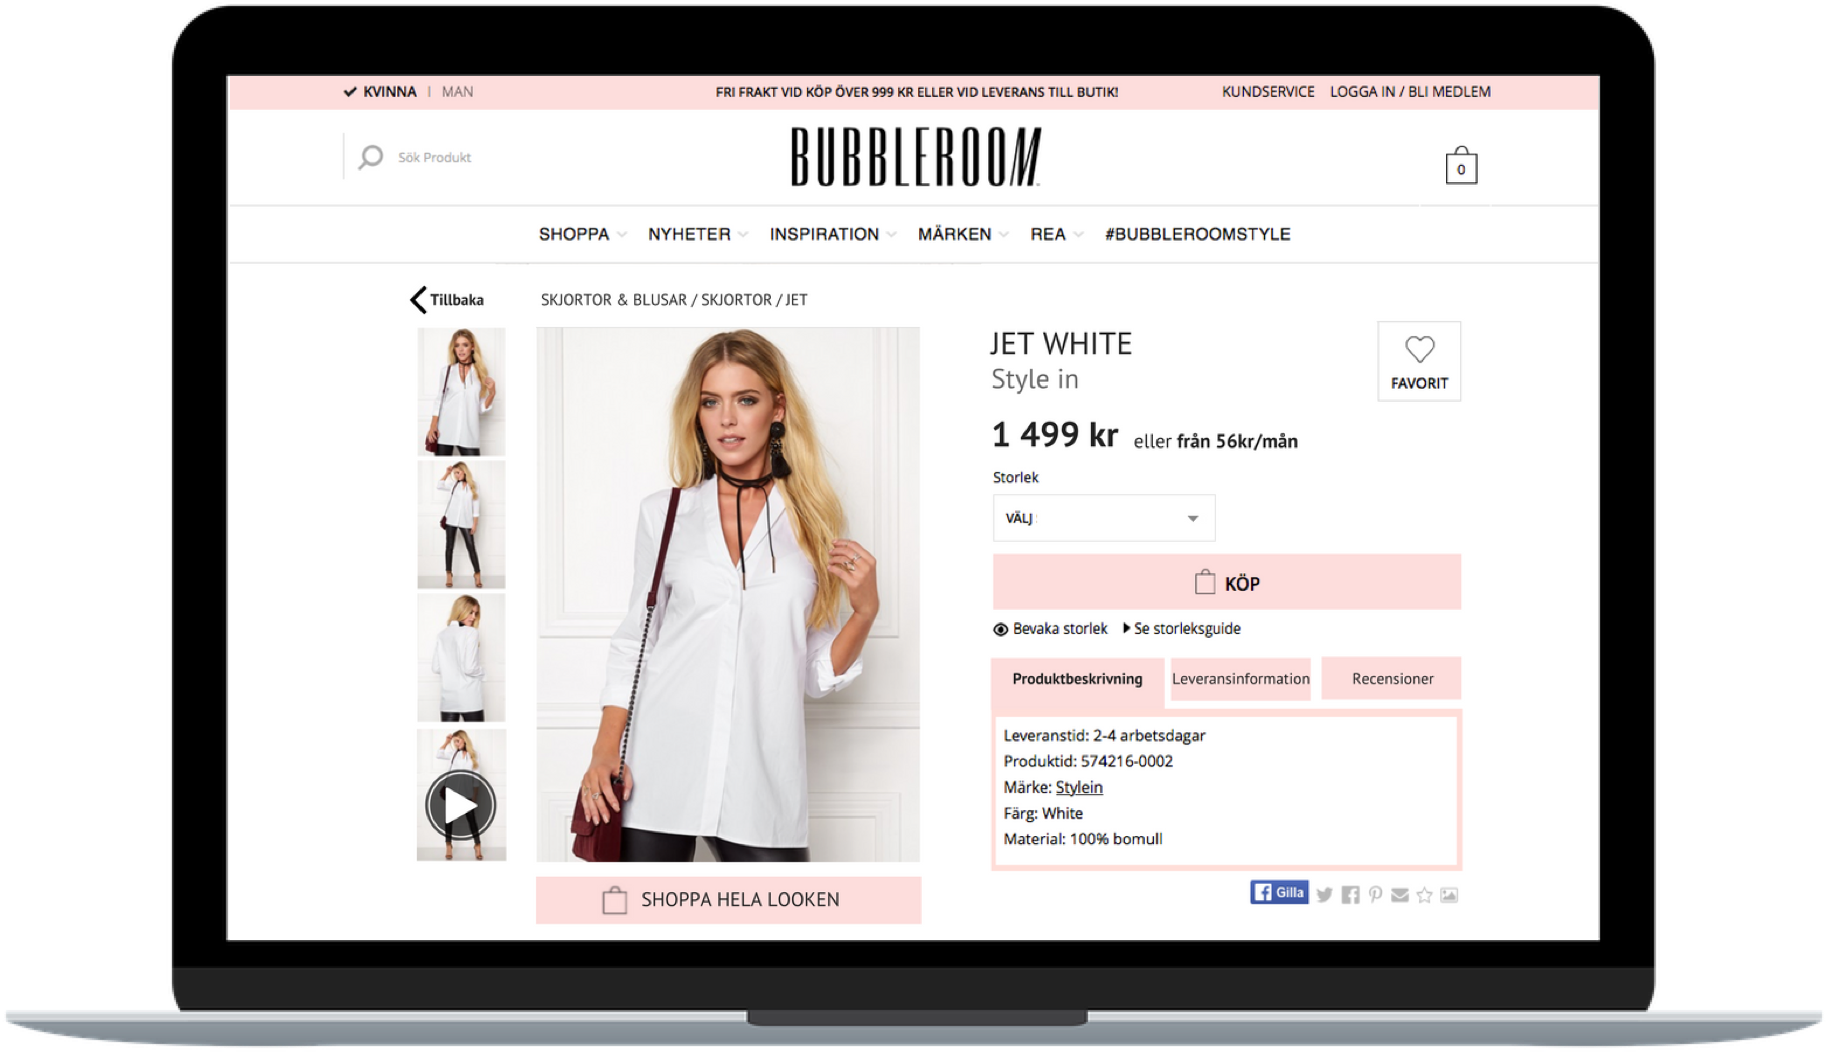 KVINNA | MAN
FRI FRAKT VID KÖP ÖVER 999 KR ELLER VID LEVERANS TILL BUTIK!
KUNDSERVICE LOGGA IN / BLI MEDLEM
Sök Produkt
BUBBLEROOM
0
SHOPPA NYHETER INSPIRATION MÄRKEN REA #BUBBLEROOMSTYLE
Tillbaka
SKJORTOR & BLUSAR / SKJORTOR / JET
JET WHITE
Style in
FAVORIT
1 499 kr eller från 56kr/mån
Storlek
VÄLJ
KÖP
Bevaka storlek Se storleksguide
Produktbeskrivning Leveransinformation Recensioner
Leveranstid: 2-4 arbetsdagar
Produktid: 574216-0002
Märke: Stylein
Färg: White
Material: 100% bomull
SHOPPA HELA LOOKEN
Gilla